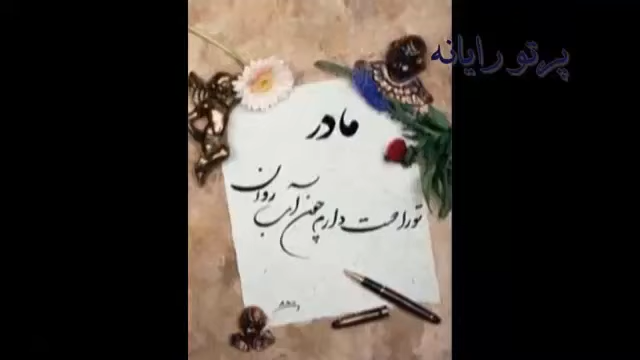 پرتو رایانه
مادر
تو را دوست دارم چون آب روان